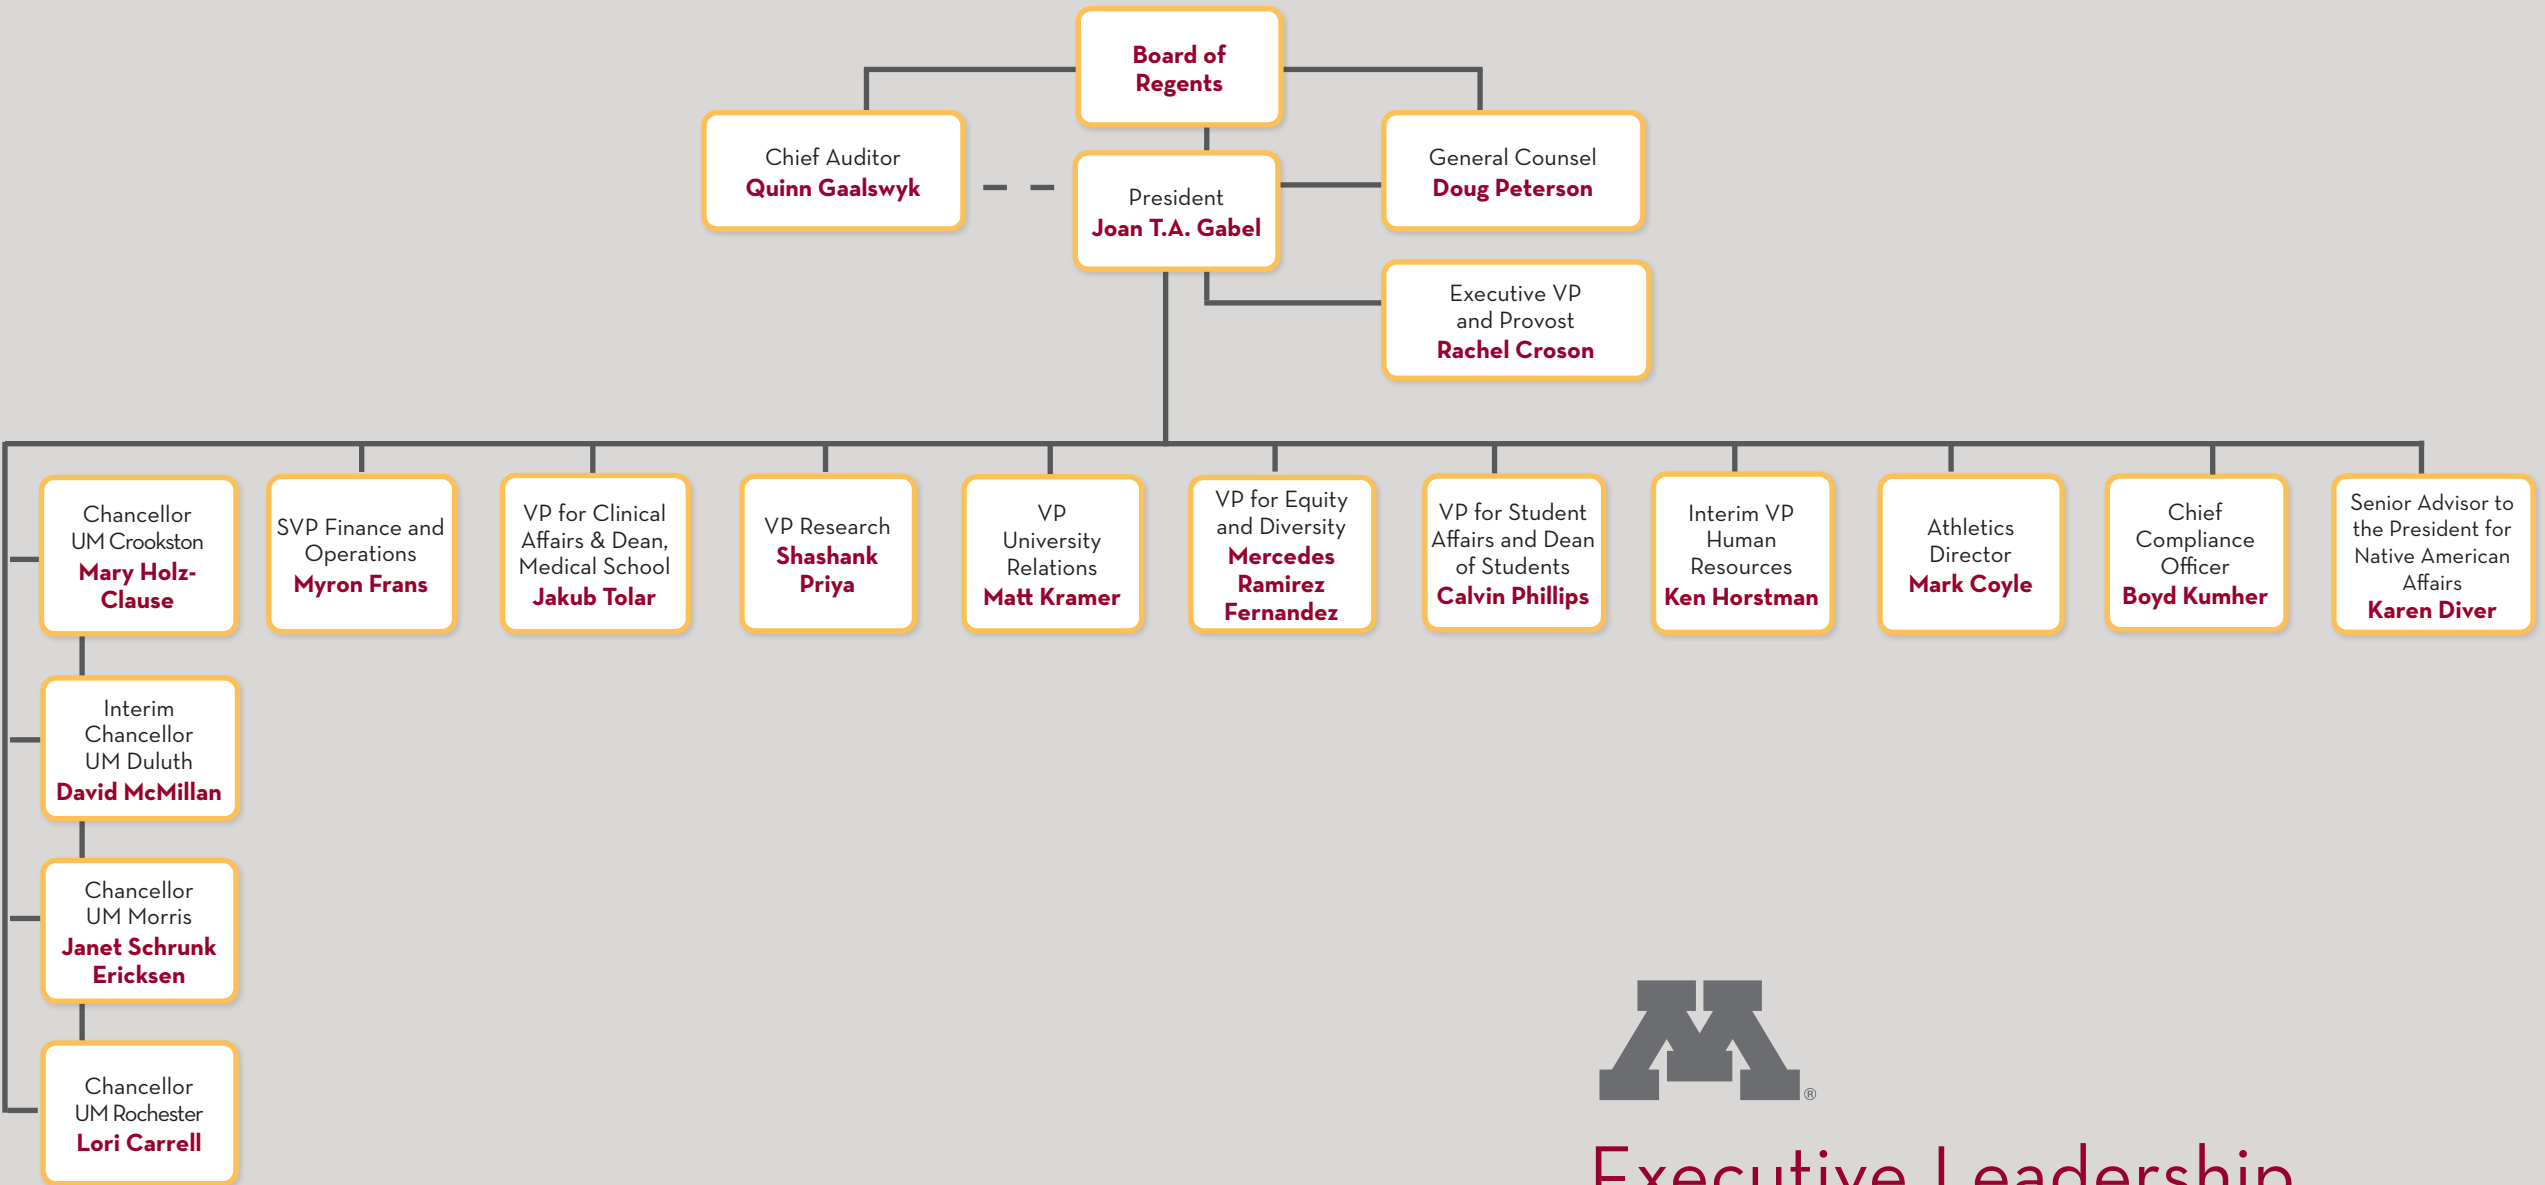 Board of
Regents
Chief Auditor
Quinn Gaalswyk
President
Joan T.A. Gabel
General Counsel
Doug Peterson
Executive VP
and Provost
Rachel Croson
Chancellor
UM Crookston
Mary Holz-
Clause
SVP Finance and
Operations
Myron Frans
VP for Clinical
Affairs & Dean,
Medical School
Jakub Tolar
VP Research
Shashank
Priya
VP
University
Relations
Matt Kramer
VP for Equity
and Diversity
Mercedes
Ramirez
Fernandez
VP for Student
Affairs and Dean
of Students
Calvin Phillips
Interim VP
Human
Resources
Ken Horstman
Athletics
Director
Mark Coyle
Chief
Compliance
Officer
Boyd Kumher
Senior Advisor to
the President for
Native American
Affairs
Karen Diver
Interim
Chancellor
UM Duluth
David McMillan
Chancellor
UM Morris
Janet Schrunk
Ericksen
Chancellor
UM Rochester
Lori Carrell
M®
Executive Leadership